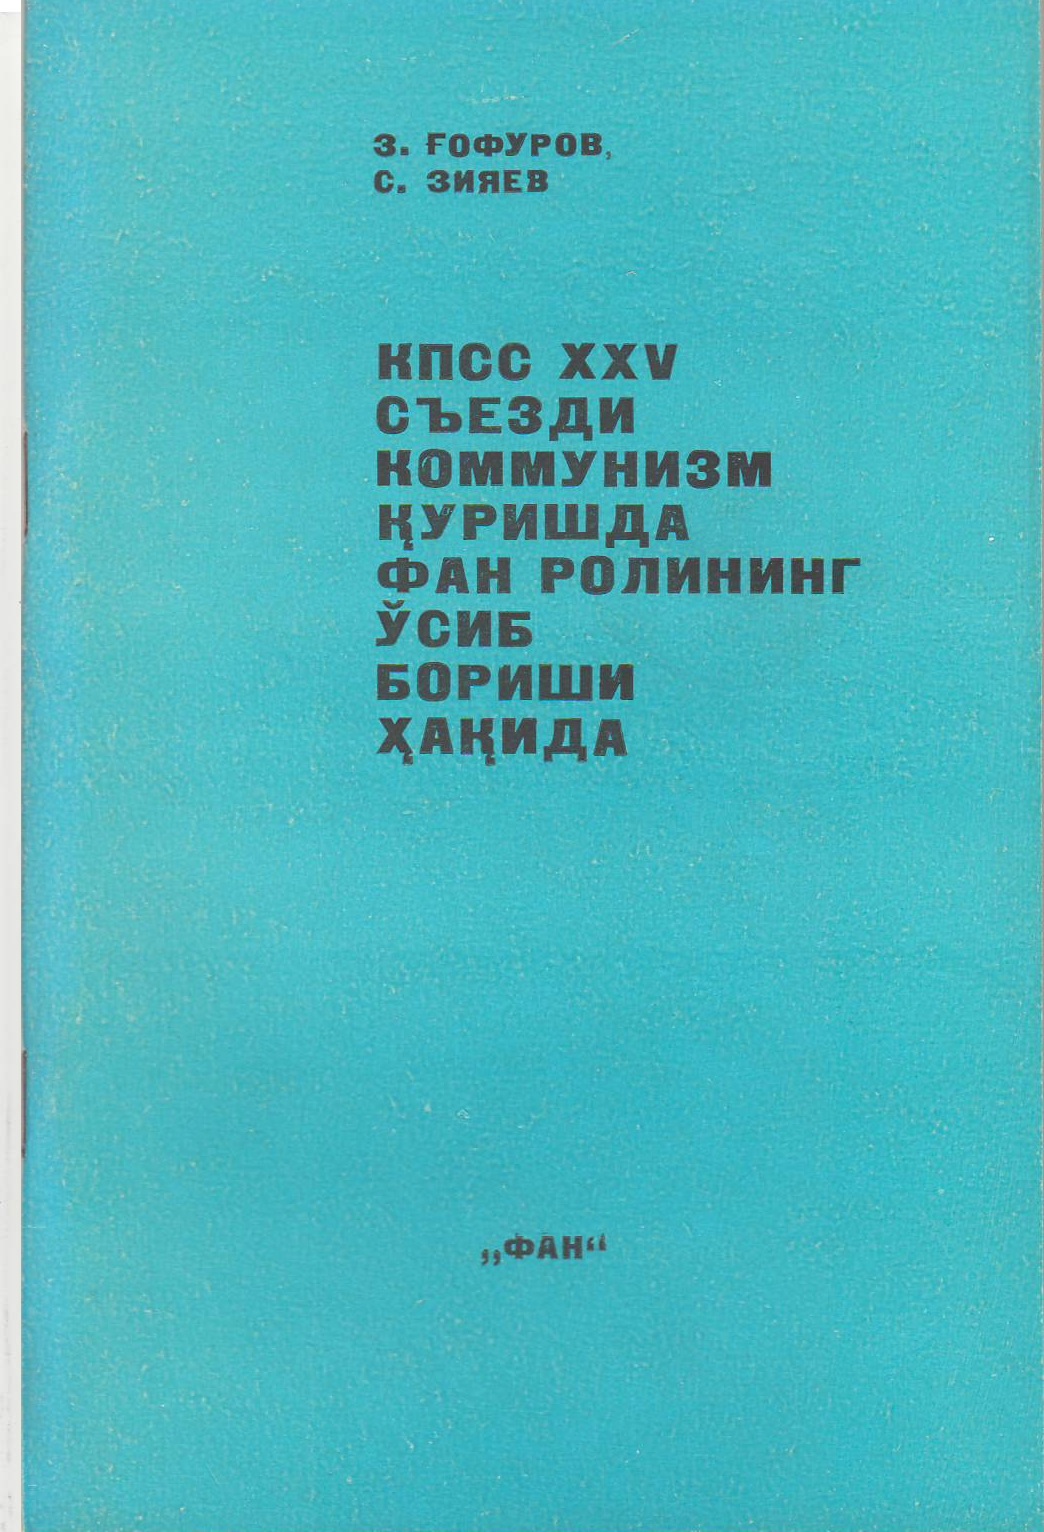 З. ҒОФУРОВ,
С. ЗИЯЕВ
КПСС XXV
СЪЕЗДИ
КОММУНИЗМ
ҚУРИШДА
ФАН РОЛИНИНГ
ЎСИБ
БОРИШИ
ҲАҚИДА
„ФАН“